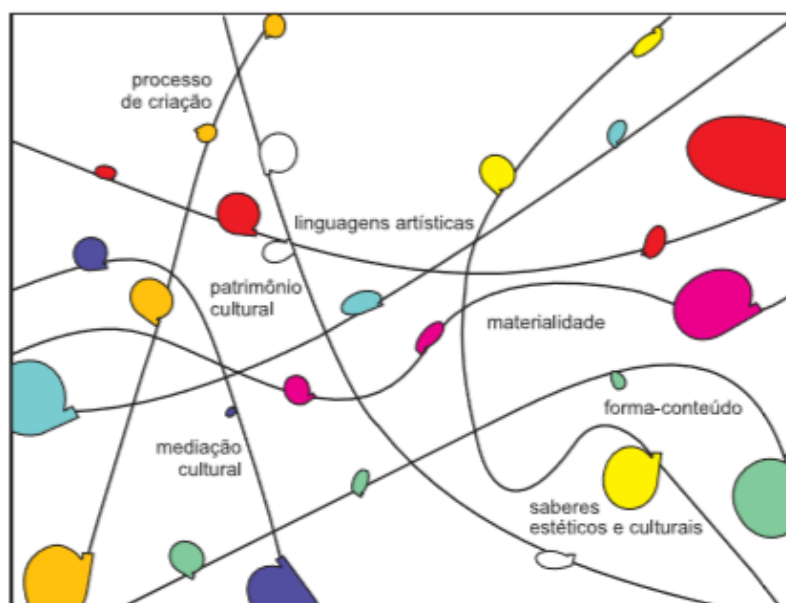 processo
de criação
linguagens artísticas
patrimônio
cultural
materialidade
forma-conteúdo
mediação
cultural
saberes
estéticos e culturais